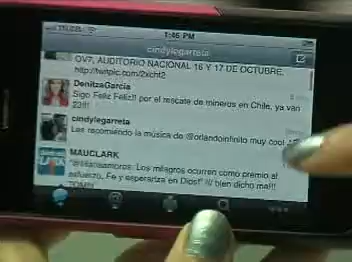 1:46 PM
cindylegarreta
OV7, AUDITORIO NACIONAL 16 Y 17 DE OCTUBRE.
http://twitpic.com/2xcht2
DenitzaGarcia
Sigo Feliz Feliz!! por el rescate de mineros en Chile, ya van
23!!!
cindylegarreta
Les recomiendo la música de @orlandoinfinito muy cool
MAUCLARK
Los milagros ocurren como premio al
esfuerzo, Fe y esperanza en Dios!" /// bien dicho ma!!!